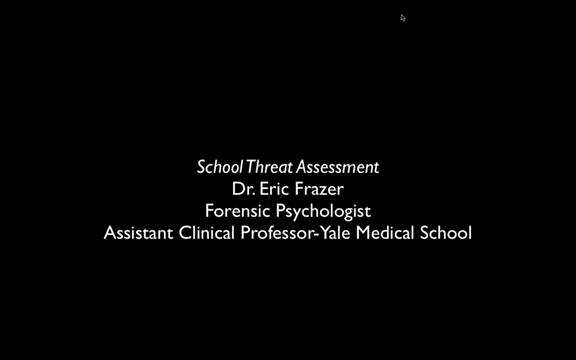 School Threat Assessment
Dr. Eric Frazer
Forensic Psychologist
Assistant Clinical Professor-Yale Medical School